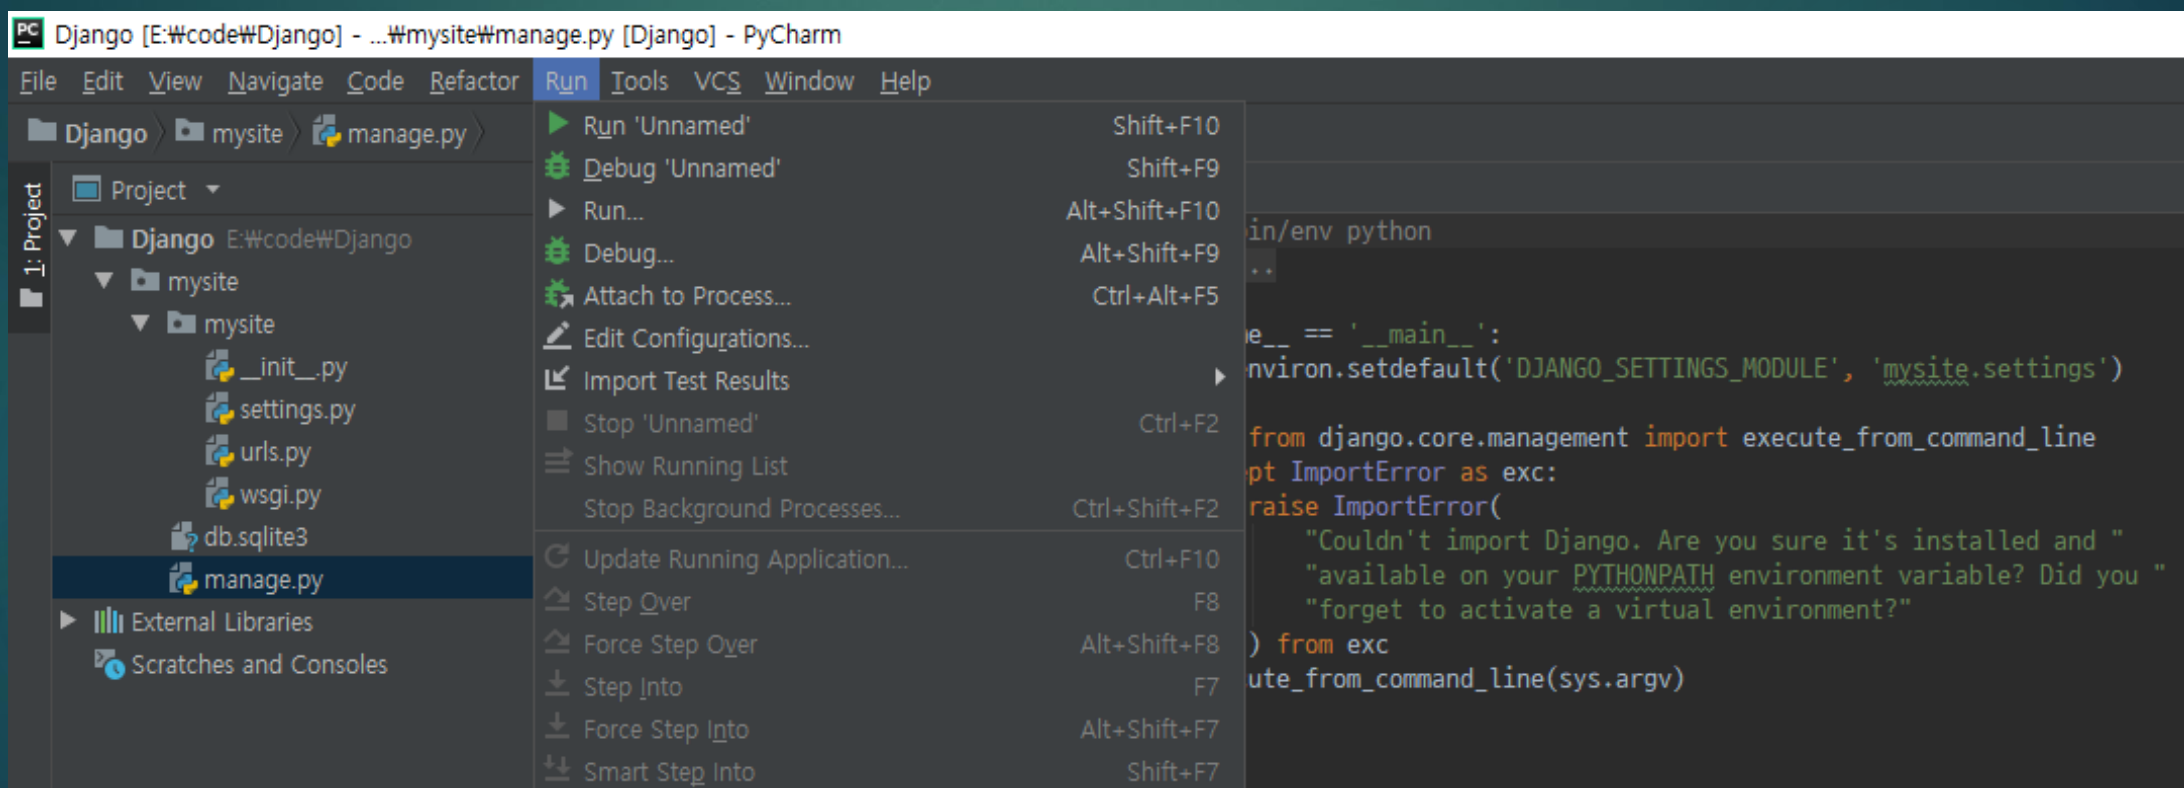 PC Django [E:₩code₩Django] - ...₩mysite₩manage.py [Django] - PyCharm
File Edit View Navigate Code Refactor Run Tools VCS Window Help
Django mysite manage.py
1: Project
Project
Django E:₩code₩Django
mysite
mysite
__init__.py
settings.py
urls.py
wsgi.py
db.sqlite3
manage.py
External Libraries
Scratches and Consoles
Run 'Unnamed' Shift+F10
Debug 'Unnamed' Shift+F9
Run... Alt+Shift+F10
Debug... Alt+Shift+F9
Attach to Process... Ctrl+Alt+F5
Edit Configurations...
Import Test Results
Stop 'Unnamed' Ctrl+F2
Show Running List
Stop Background Processes... Ctrl+Shift+F2
Update Running Application... Ctrl+F10
Step Over F8
Force Step Over Alt+Shift+F8
Step Into F7
Force Step Into Alt+Shift+F7
Smart Step Into Shift+F7
in/env python
..
e__ == '__main__':
nviron.setdefault('DJANGO_SETTINGS_MODULE', 'mysite.settings')
from django.core.management import execute_from_command_line
pt ImportError as exc:
raise ImportError(
"Couldn't import Django. Are you sure it's installed and "
"available on your PYTHONPATH environment variable? Did you "
"forget to activate a virtual environment?"
) from exc
ute_from_command_line(sys.argv)